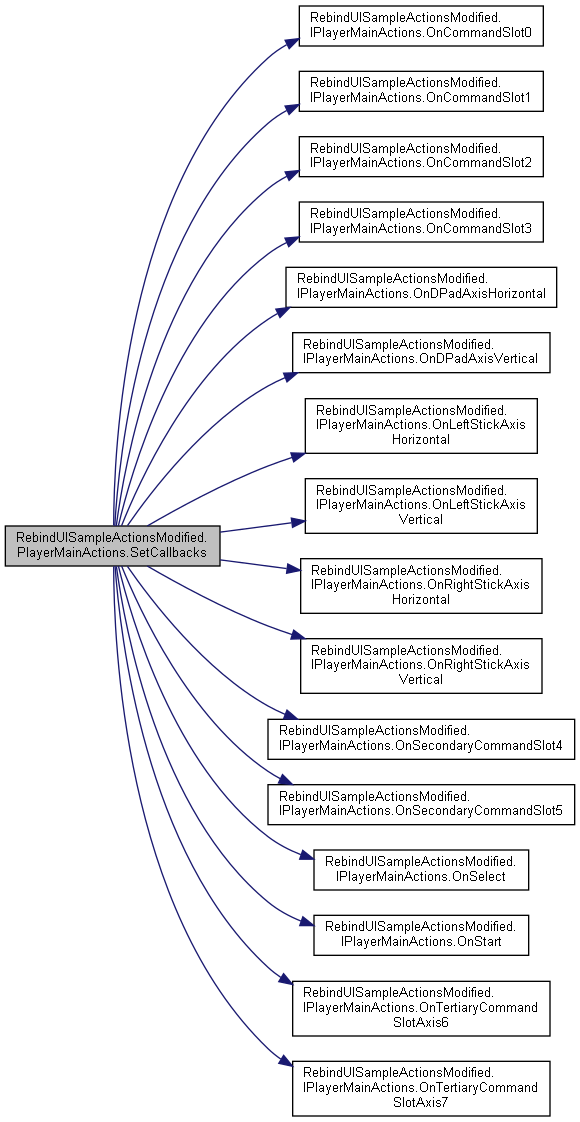 RebindUISampleActionsModified.
IPlayerMainActions.OnCommandSlot0
RebindUISampleActionsModified.
IPlayerMainActions.OnCommandSlot1
RebindUISampleActionsModified.
IPlayerMainActions.OnCommandSlot2
RebindUISampleActionsModified.
IPlayerMainActions.OnCommandSlot3
RebindUISampleActionsModified.
IPlayerMainActions.OnDPadAxisHorizontal
RebindUISampleActionsModified.
IPlayerMainActions.OnDPadAxisVertical
RebindUISampleActionsModified.
IPlayerMainActions.OnLeftStickAxis
Horizontal
RebindUISampleActionsModified.
IPlayerMainActions.OnLeftStickAxis
Vertical
RebindUISampleActionsModified.
PlayerMainActions.SetCallbacks
RebindUISampleActionsModified.
IPlayerMainActions.OnRightStickAxis
Horizontal
RebindUISampleActionsModified.
IPlayerMainActions.OnRightStickAxis
Vertical
RebindUISampleActionsModified.
IPlayerMainActions.OnSecondaryCommandSlot4
RebindUISampleActionsModified.
IPlayerMainActions.OnSecondaryCommandSlot5
RebindUISampleActionsModified.
IPlayerMainActions.OnSelect
RebindUISampleActionsModified.
IPlayerMainActions.OnStart
RebindUISampleActionsModified.
IPlayerMainActions.OnTertiaryCommand
SlotAxis6
RebindUISampleActionsModified.
IPlayerMainActions.OnTertiaryCommand
SlotAxis7